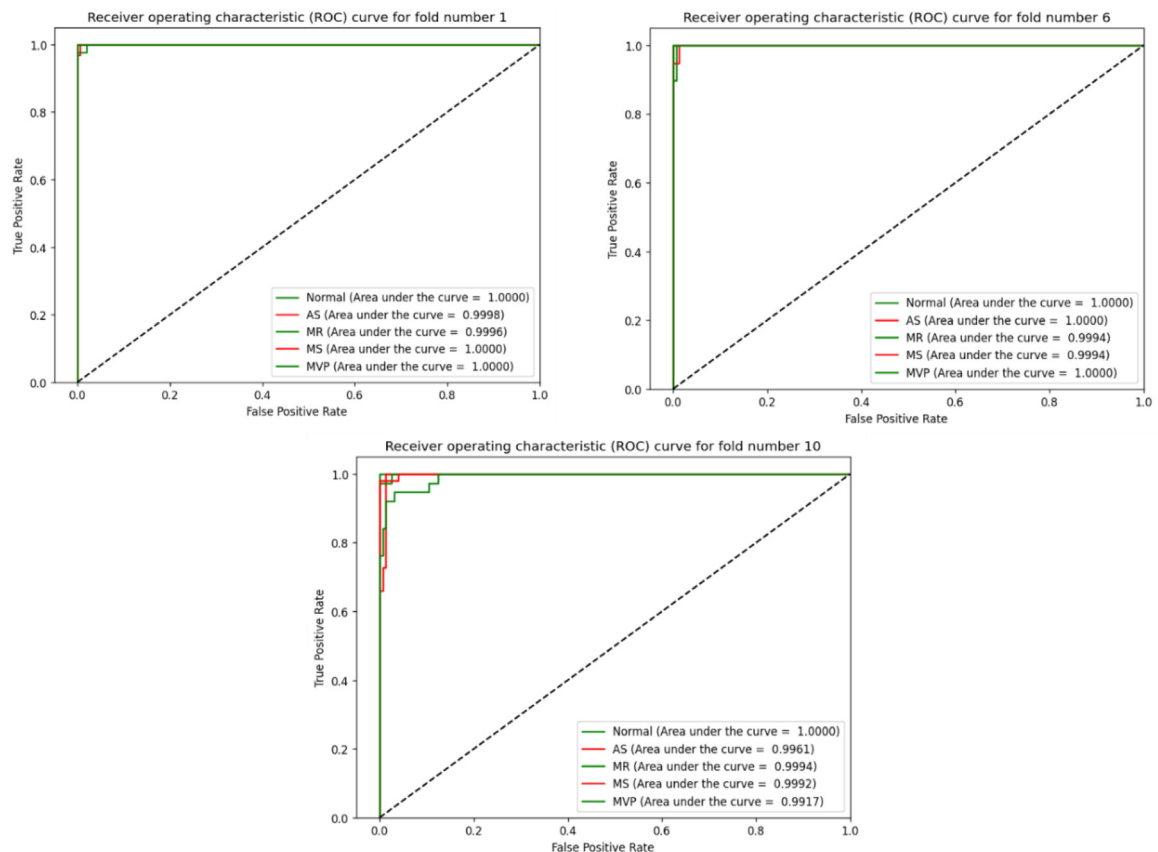 Receiver operating characteristic (ROC) curve for fold number 1
1.0
0.8
0.6
0.4
0.2
0.0
True Positive Rate
Normal (Area under the curve =  1.0000)
AS (Area under the curve =  0.9998)
MR (Area under the curve =  0.9996)
MS (Area under the curve =  1.0000)
MVP (Area under the curve =  1.0000)
0.0 0.2 0.4 0.6 0.8 1.0
False Positive Rate
Receiver operating characteristic (ROC) curve for fold number 6
1.0
0.8
0.6
0.4
0.2
0.0
True Positive Rate
Normal (Area under the curve =  1.0000)
AS (Area under the curve =  1.0000)
MR (Area under the curve =  0.9994)
MS (Area under the curve =  0.9994)
MVP (Area under the curve =  1.0000)
0.0 0.2 0.4 0.6 0.8 1.0
False Positive Rate
Receiver operating characteristic (ROC) curve for fold number 10
1.0
0.8
0.6
0.4
0.2
0.0
True Positive Rate
Normal (Area under the curve =  1.0000)
AS (Area under the curve =  0.9961)
MR (Area under the curve =  0.9994)
MS (Area under the curve =  0.9992)
MVP (Area under the curve =  0.9917)
0.0 0.2 0.4 0.6 0.8 1.0
False Positive Rate